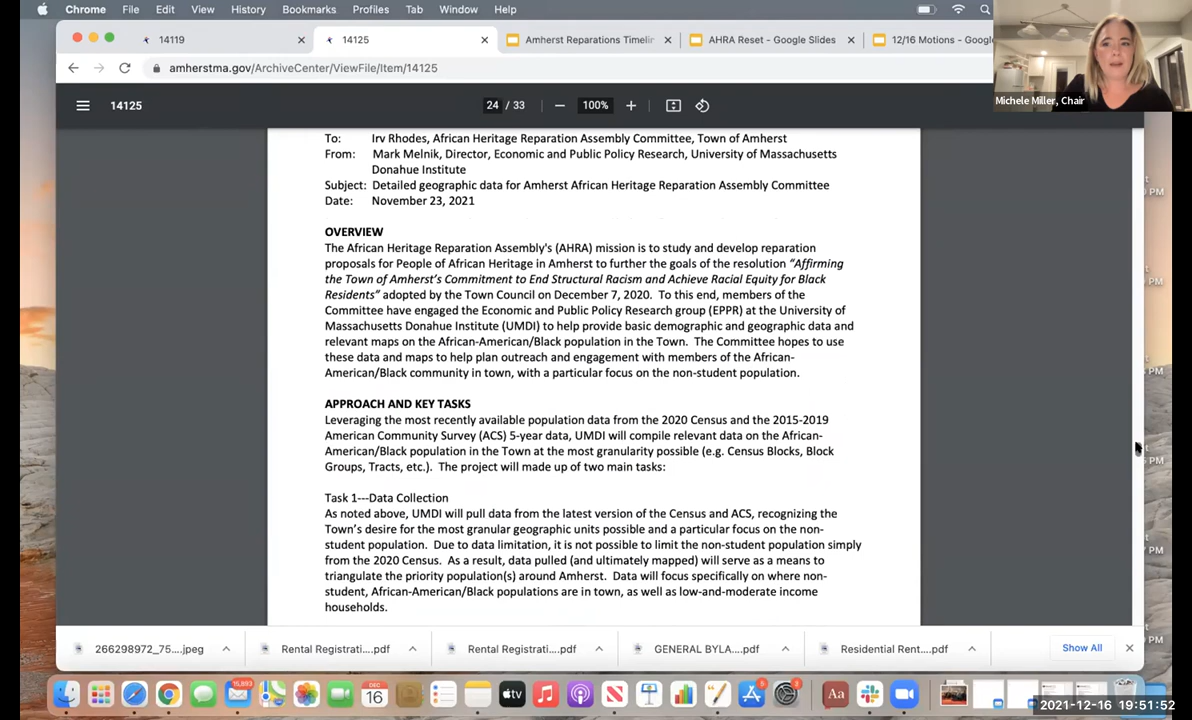 Chrome File Edit View History Bookmarks Profiles Tab Window Help
14119 14125 Amherst Reparations Timelin AHRA Reset - Google Slides 12/16 Motions - Goog
amherstma.gov/ArchiveCenter/ViewFile/Item/14125
Michele Miller, Chair
14125 24 / 33 100%
To: Irv Rhodes, African Heritage Reparation Assembly Committee, Town of Amherst
From: Mark Melnik, Director, Economic and Public Policy Research, University of Massachusetts
Donahue Institute
Subject: Detailed geographic data for Amherst African Heritage Reparation Assembly Committee
Date: November 23, 2021
OVERVIEW
The African Heritage Reparation Assembly's (AHRA) mission is to study and develop reparation
proposals for People of African Heritage in Amherst to further the goals of the resolution "Affirming
the Town of Amherst's Commitment to End Structural Racism and Achieve Racial Equity for Black
Residents" adopted by the Town Council on December 7, 2020. To this end, members of the
Committee have engaged the Economic and Public Policy Research group (EPPR) at the University of
Massachusetts Donahue Institute (UMDI) to help provide basic demographic and geographic data and
relevant maps on the African-American/Black population in the Town. The Committee hopes to use
these data and maps to help plan outreach and engagement with members of the African-
American/Black community in town, with a particular focus on the non-student population.
APPROACH AND KEY TASKS
Leveraging the most recently available population data from the 2020 Census and the 2015-2019
American Community Survey (ACS) 5-year data, UMDI will compile relevant data on the African-
American/Black population in the Town at the most granularity possible (e.g. Census Blocks, Block
Groups, Tracts, etc.). The project will made up of two main tasks:
Task 1---Data Collection
As noted above, UMDI will pull data from the latest version of the Census and ACS, recognizing the
Town's desire for the most granular geographic units possible and a particular focus on the non-
student population. Due to data limitation, it is not possible to limit the non-student population simply
from the 2020 Census. As a result, data pulled (and ultimately mapped) will serve as a means to
triangulate the priority population(s) around Amherst. Data will focus specifically on where non-
student, African-American/Black populations are in town, as well as low-and-moderate income
households.
266298972_75....jpeg Rental Registrati....pdf Rental Registrati....pdf GENERAL BYLA....pdf Residential Rent....pdf Show All
DEC
16
tv
Aa
2021-12-16 19:51:52